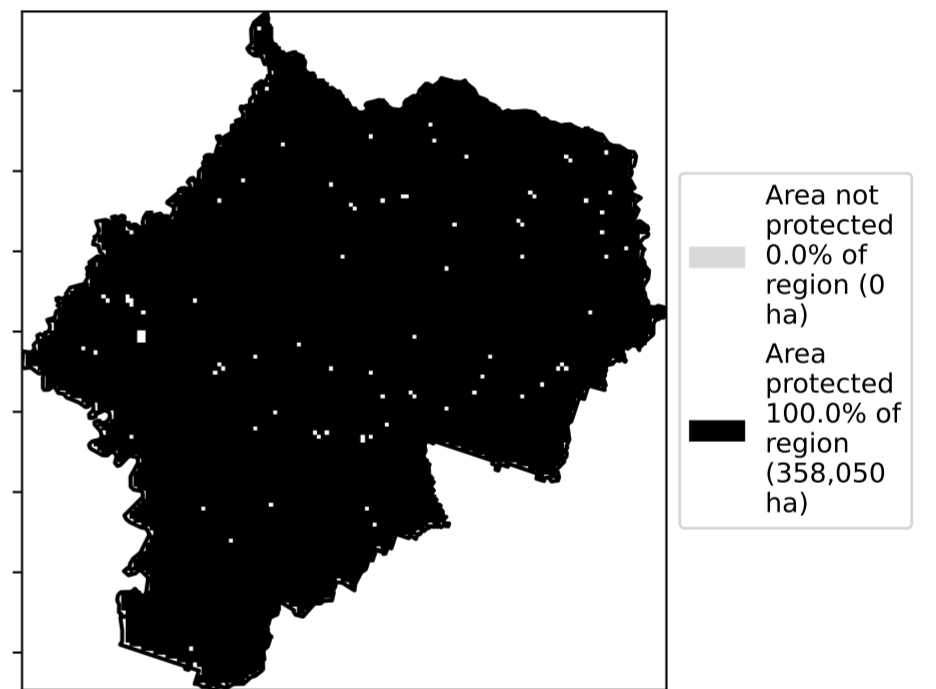 Area not
protected
0.0% of
region (0
ha)
Area
protected
100.0% of
region
(358,050
ha)